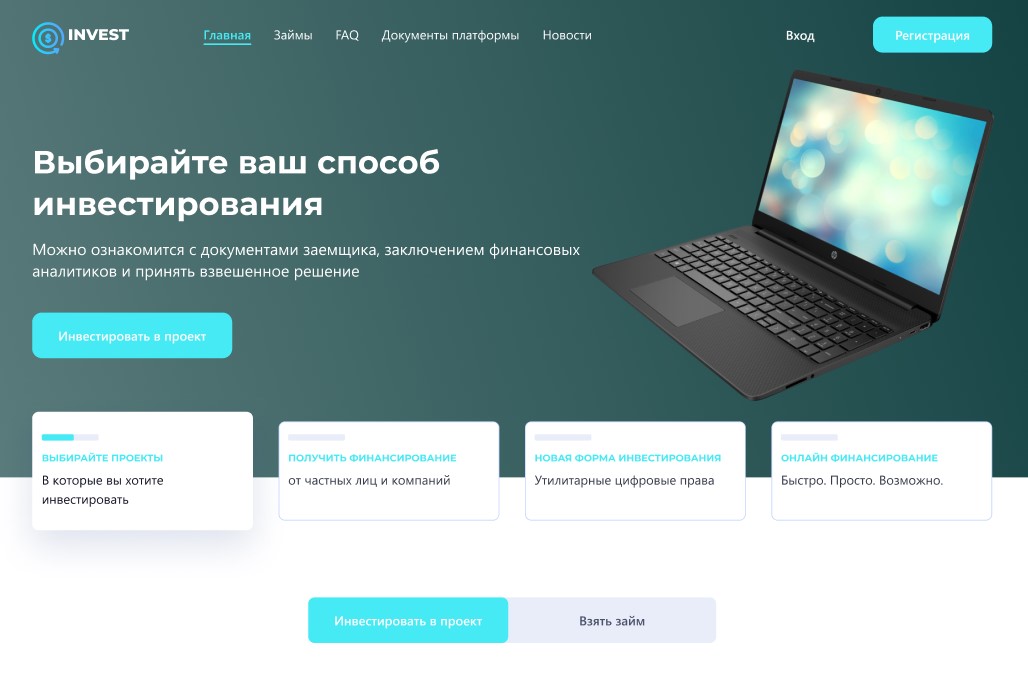 INVEST
Главная
Займы
FAQ
Документы платформы
Новости
Вход
Регистрация
Выбирайте ваш способ
инвестирования
Можно ознакомится с документами заемщика, заключением финансовых
аналитиков и принять взвешенное решение
Инвестировать в проект
ВЫБИРАЙТЕ ПРОЕКТЫ
В которые вы хотите
инвестировать
ПОЛУЧИТЬ ФИНАНСИРОВАНИЕ
от частных лиц и компаний
НОВАЯ ФОРМА ИНВЕСТИРОВАНИЯ
Утилитарные цифровые права
ОНЛАЙН ФИНАНСИРОВАНИЕ
Быстро. Просто. Возможно.
Инвестировать в проект
Взять займ